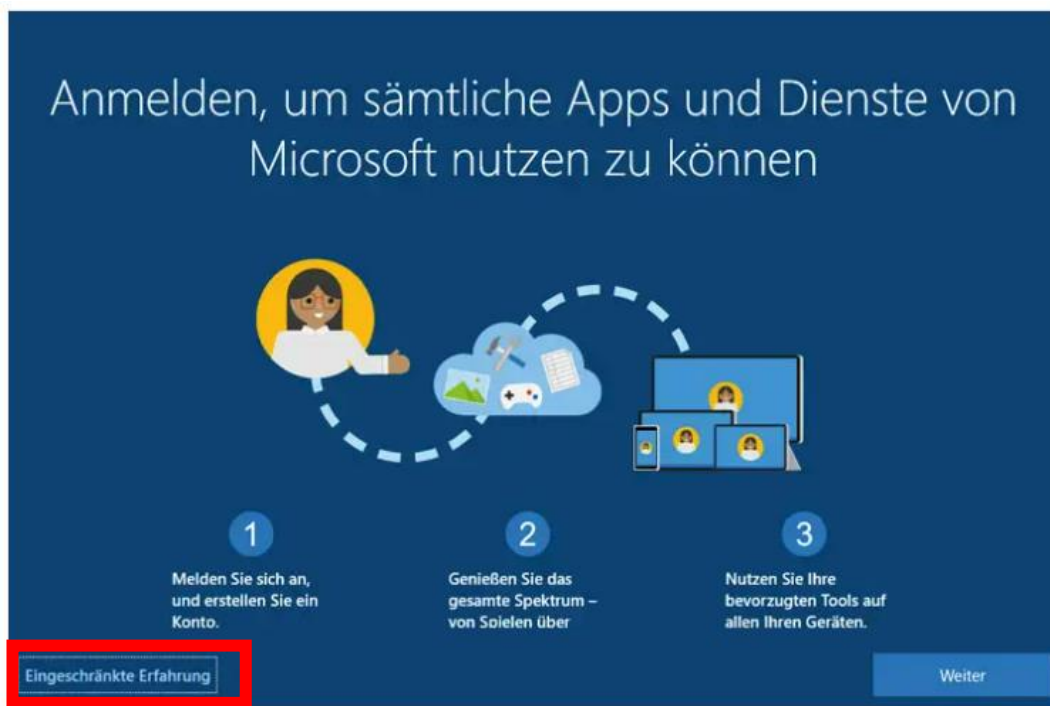 Anmelden, um sämtliche Apps und Dienste von
Microsoft nutzen zu können
1
Melden Sie sich an,
und erstellen Sie ein
Konto.
2
Genießen Sie das
gesamte Spektrum –
von Spielen über
3
Nutzen Sie Ihre
bevorzugten Tools auf
allen Ihren Geräten.
Eingeschränkte Erfahrung
Weiter